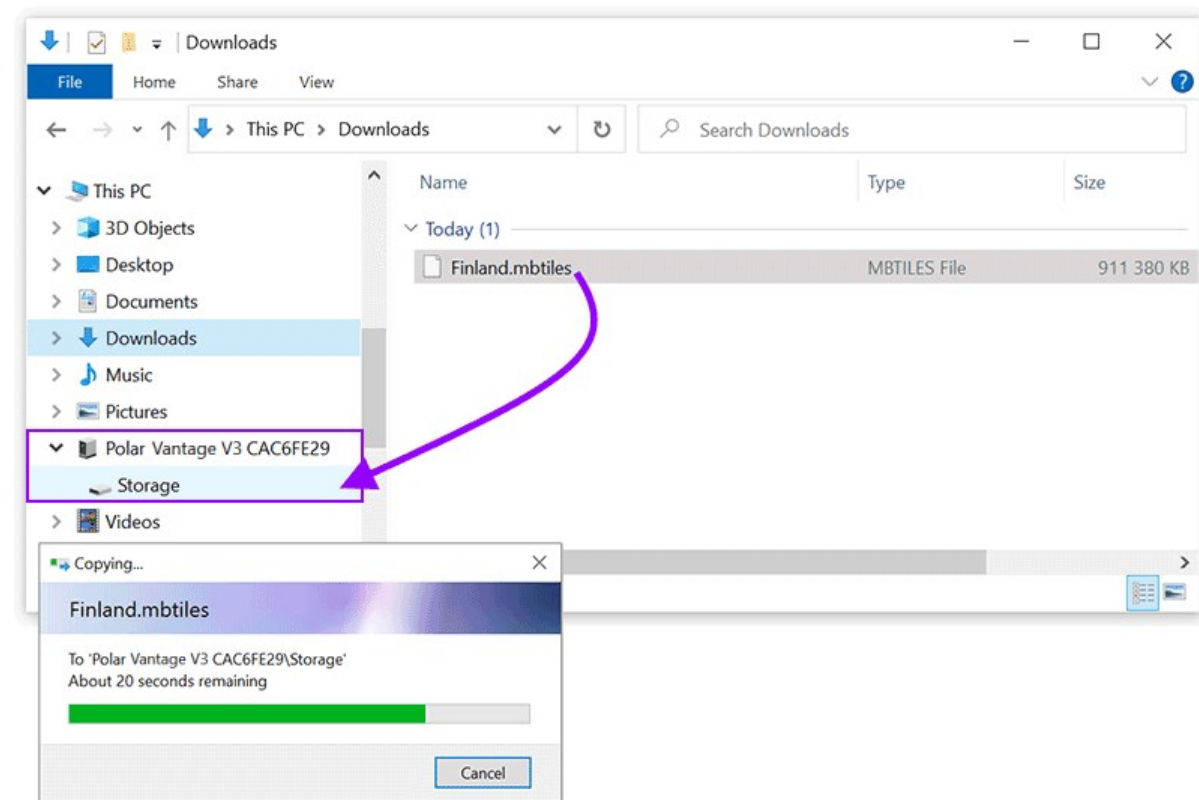 Downloads
File Home Share View
This PC Downloads
Search Downloads
This PC
3D Objects
Desktop
Documents
Downloads
Music
Pictures
Polar Vantage V3 CAC6FE29
Storage
Videos
Name Type Size
Today (1)
Finland.mbtiles MBTILES File 911 380 KB
Copying...
Finland.mbtiles
To 'Polar Vantage V3 CAC6FE29\Storage'
About 20 seconds remaining
Cancel